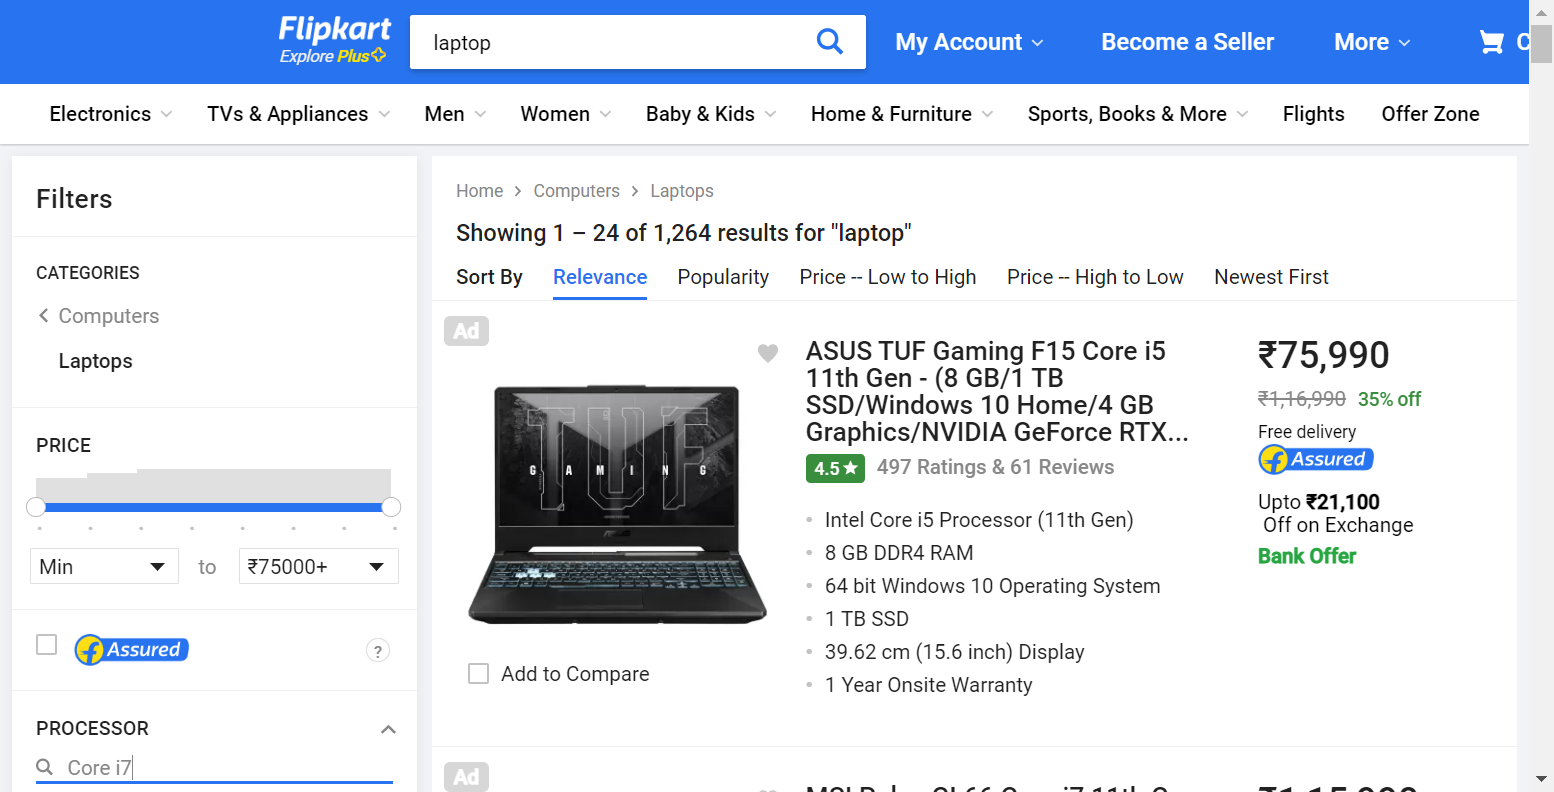 Flipkart
Explore Plus
laptop
My Account
Become a Seller
More
Electronics
TVs & Appliances
Men
Women
Baby & Kids
Home & Furniture
Sports, Books & More
Flights
Offer Zone
Filters
CATEGORIES
Computers
Laptops
PRICE
Min
to
₹75000+
Assured
?
PROCESSOR
Core i7
Home
Computers
Laptops
Showing 1 – 24 of 1,264 results for "laptop"
Sort By
Relevance
Popularity
Price -- Low to High
Price -- High to Low
Newest First
Ad
TUF
GAMING
Add to Compare
ASUS TUF Gaming F15 Core i5
11th Gen - (8 GB/1 TB
SSD/Windows 10 Home/4 GB
Graphics/NVIDIA GeForce RTX...
4.5
497 Ratings & 61 Reviews
Intel Core i5 Processor (11th Gen)
8 GB DDR4 RAM
64 bit Windows 10 Operating System
1 TB SSD
39.62 cm (15.6 inch) Display
1 Year Onsite Warranty
₹75,990
₹1,16,990 35% off
Free delivery
Assured
Upto ₹21,100
Off on Exchange
Bank Offer
Ad